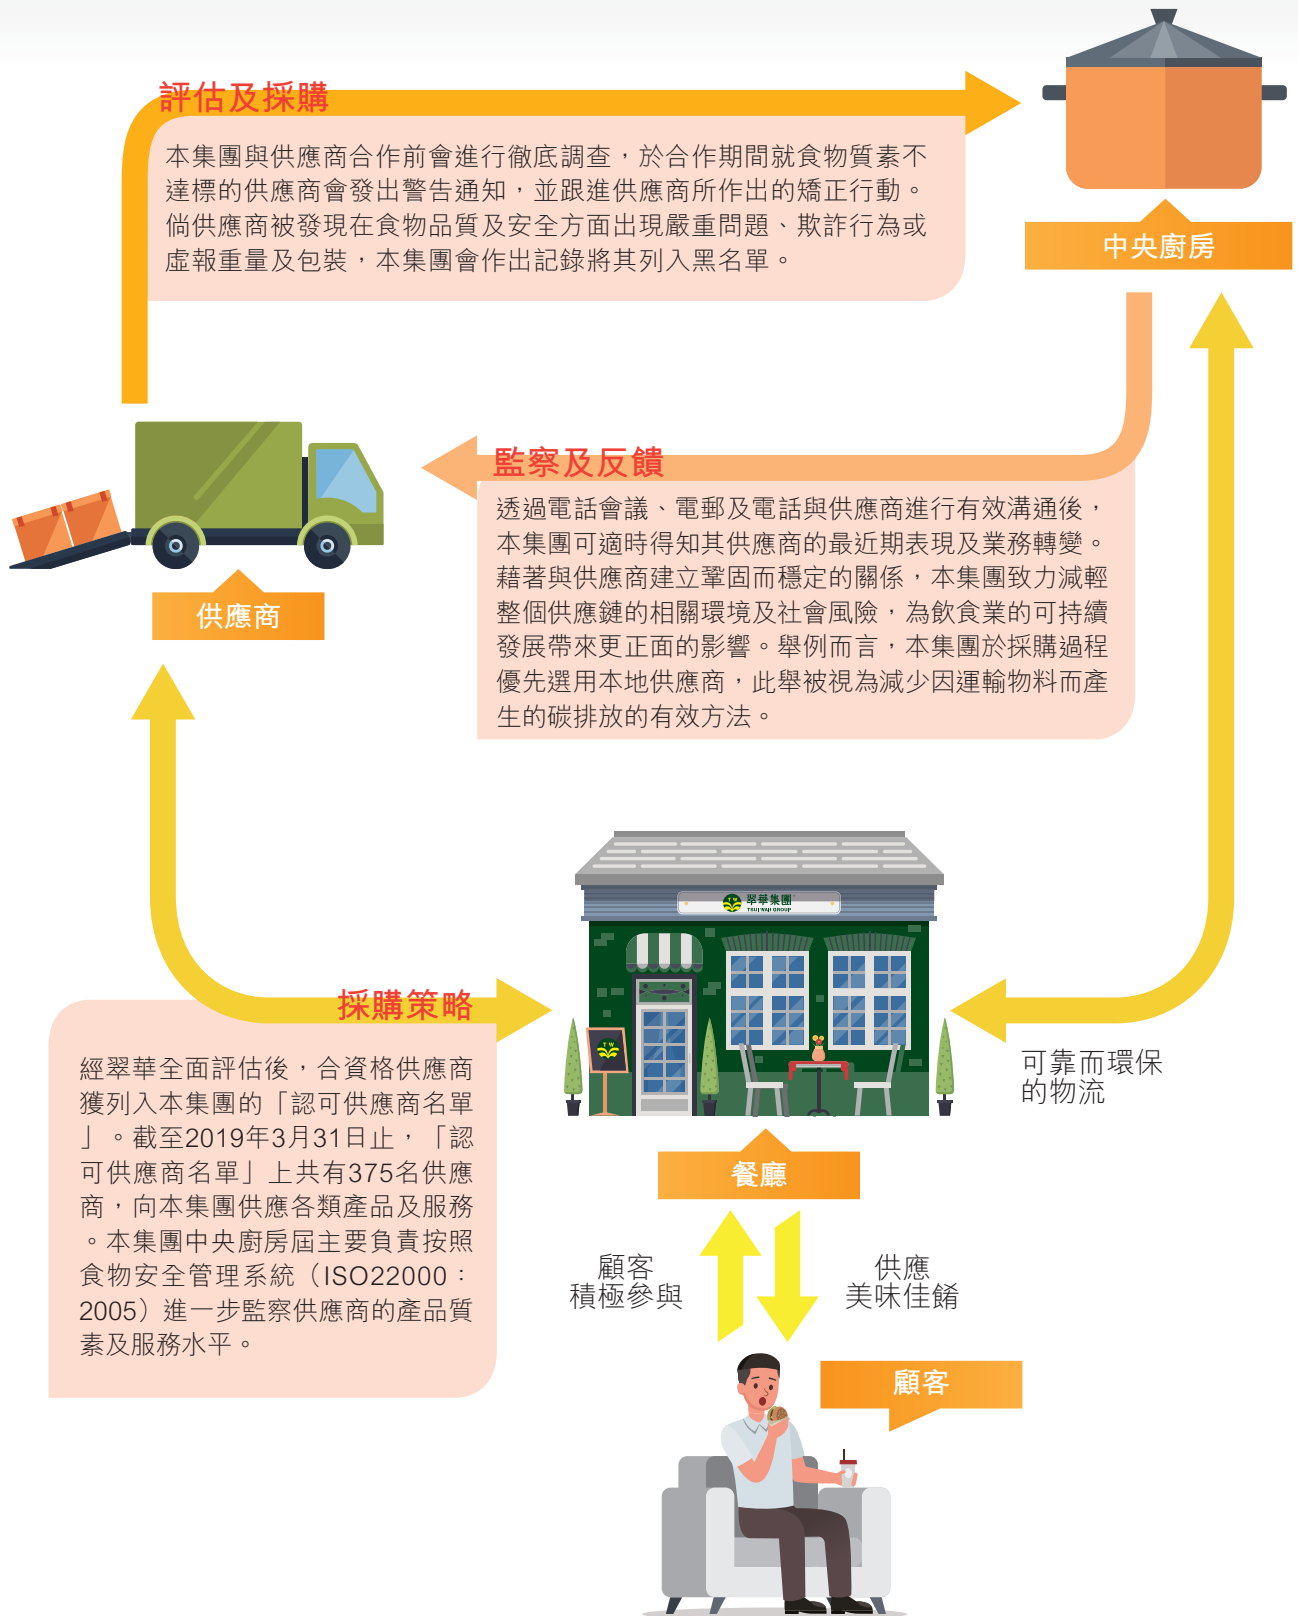 評估及採購
本集團與供應商合作前會進行徹底調查，於合作期間就食物質素不
達標的供應商會發出警告通知，並跟進供應商所作出的矯正行動。
倘供應商被發現在食物品質及安全方面出現嚴重問題、欺詐行為或
虛報重量及包裝，本集團會作出記錄將其列入黑名單。
中央廚房
監察及反饋
透過電話會議、電郵及電話與供應商進行有效溝通後，
本集團可適時得知其供應商的最近期表現及業務轉變。
藉著與供應商建立鞏固而穩定的關係，本集團致力減輕
整個供應鏈的相關環境及社會風險，為飲食業的可持續
發展帶來更正面的影響。舉例而言，本集團於採購過程
優先選用本地供應商，此舉被視為減少因運輸物料而產
生的碳排放的有效方法。
供應商
TW
翠華集團
TSUI WAH GROUP
TW
採購策略
經翠華全面評估後，合資格供應商
獲列入本集團的「認可供應商名單
」。截至2019年3月31日止，「認
可供應商名單」上共有375名供應
商，向本集團供應各類產品及服務
。本集團中央廚房屆主要負責按照
食物安全管理系統（ISO22000：
2005）進一步監察供應商的產品質
素及服務水平。
可靠而環保
的物流
餐廳
顧客
積極參與
供應
美味佳餚
顧客